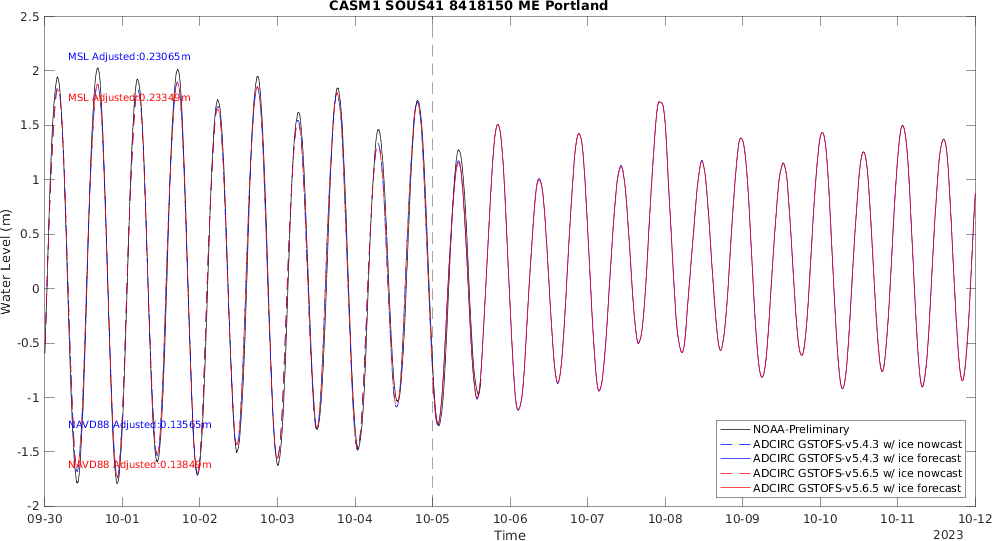 CASM1 SOUS41 8418150 ME Portland
2.5
2
1.5
1
0.5
0
-0.5
-1
-1.5
-2
Water Level (m)
MSL Adjusted:0.23065m
MSL Adjusted:0.23349m
NAVD88 Adjusted:0.13565m
NAVD88 Adjusted:0.13849m
NOAA-Preliminary
ADCIRC GSTOFS-v5.4.3 w/ ice nowcast
ADCIRC GSTOFS-v5.4.3 w/ ice forecast
ADCIRC GSTOFS-v5.6.5 w/ ice nowcast
ADCIRC GSTOFS-v5.6.5 w/ ice forecast
09-30 10-01 10-02 10-03 10-04 10-05 10-06 10-07 10-08 10-09 10-10 10-11 10-12
Time
2023